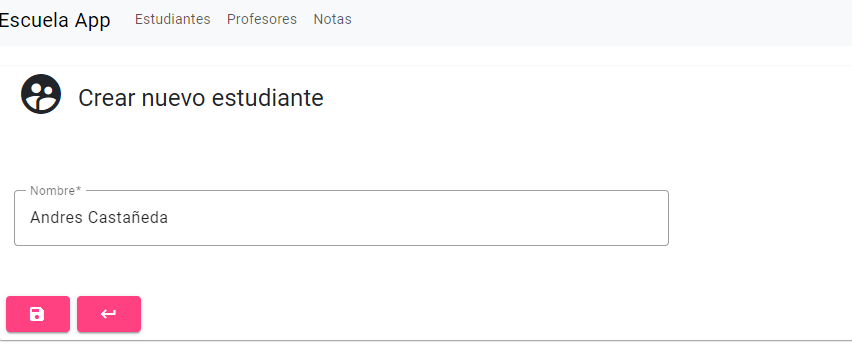 Escuela App Estudiantes Profesores Notas
Crear nuevo estudiante
Nombre*
Andres Castañeda